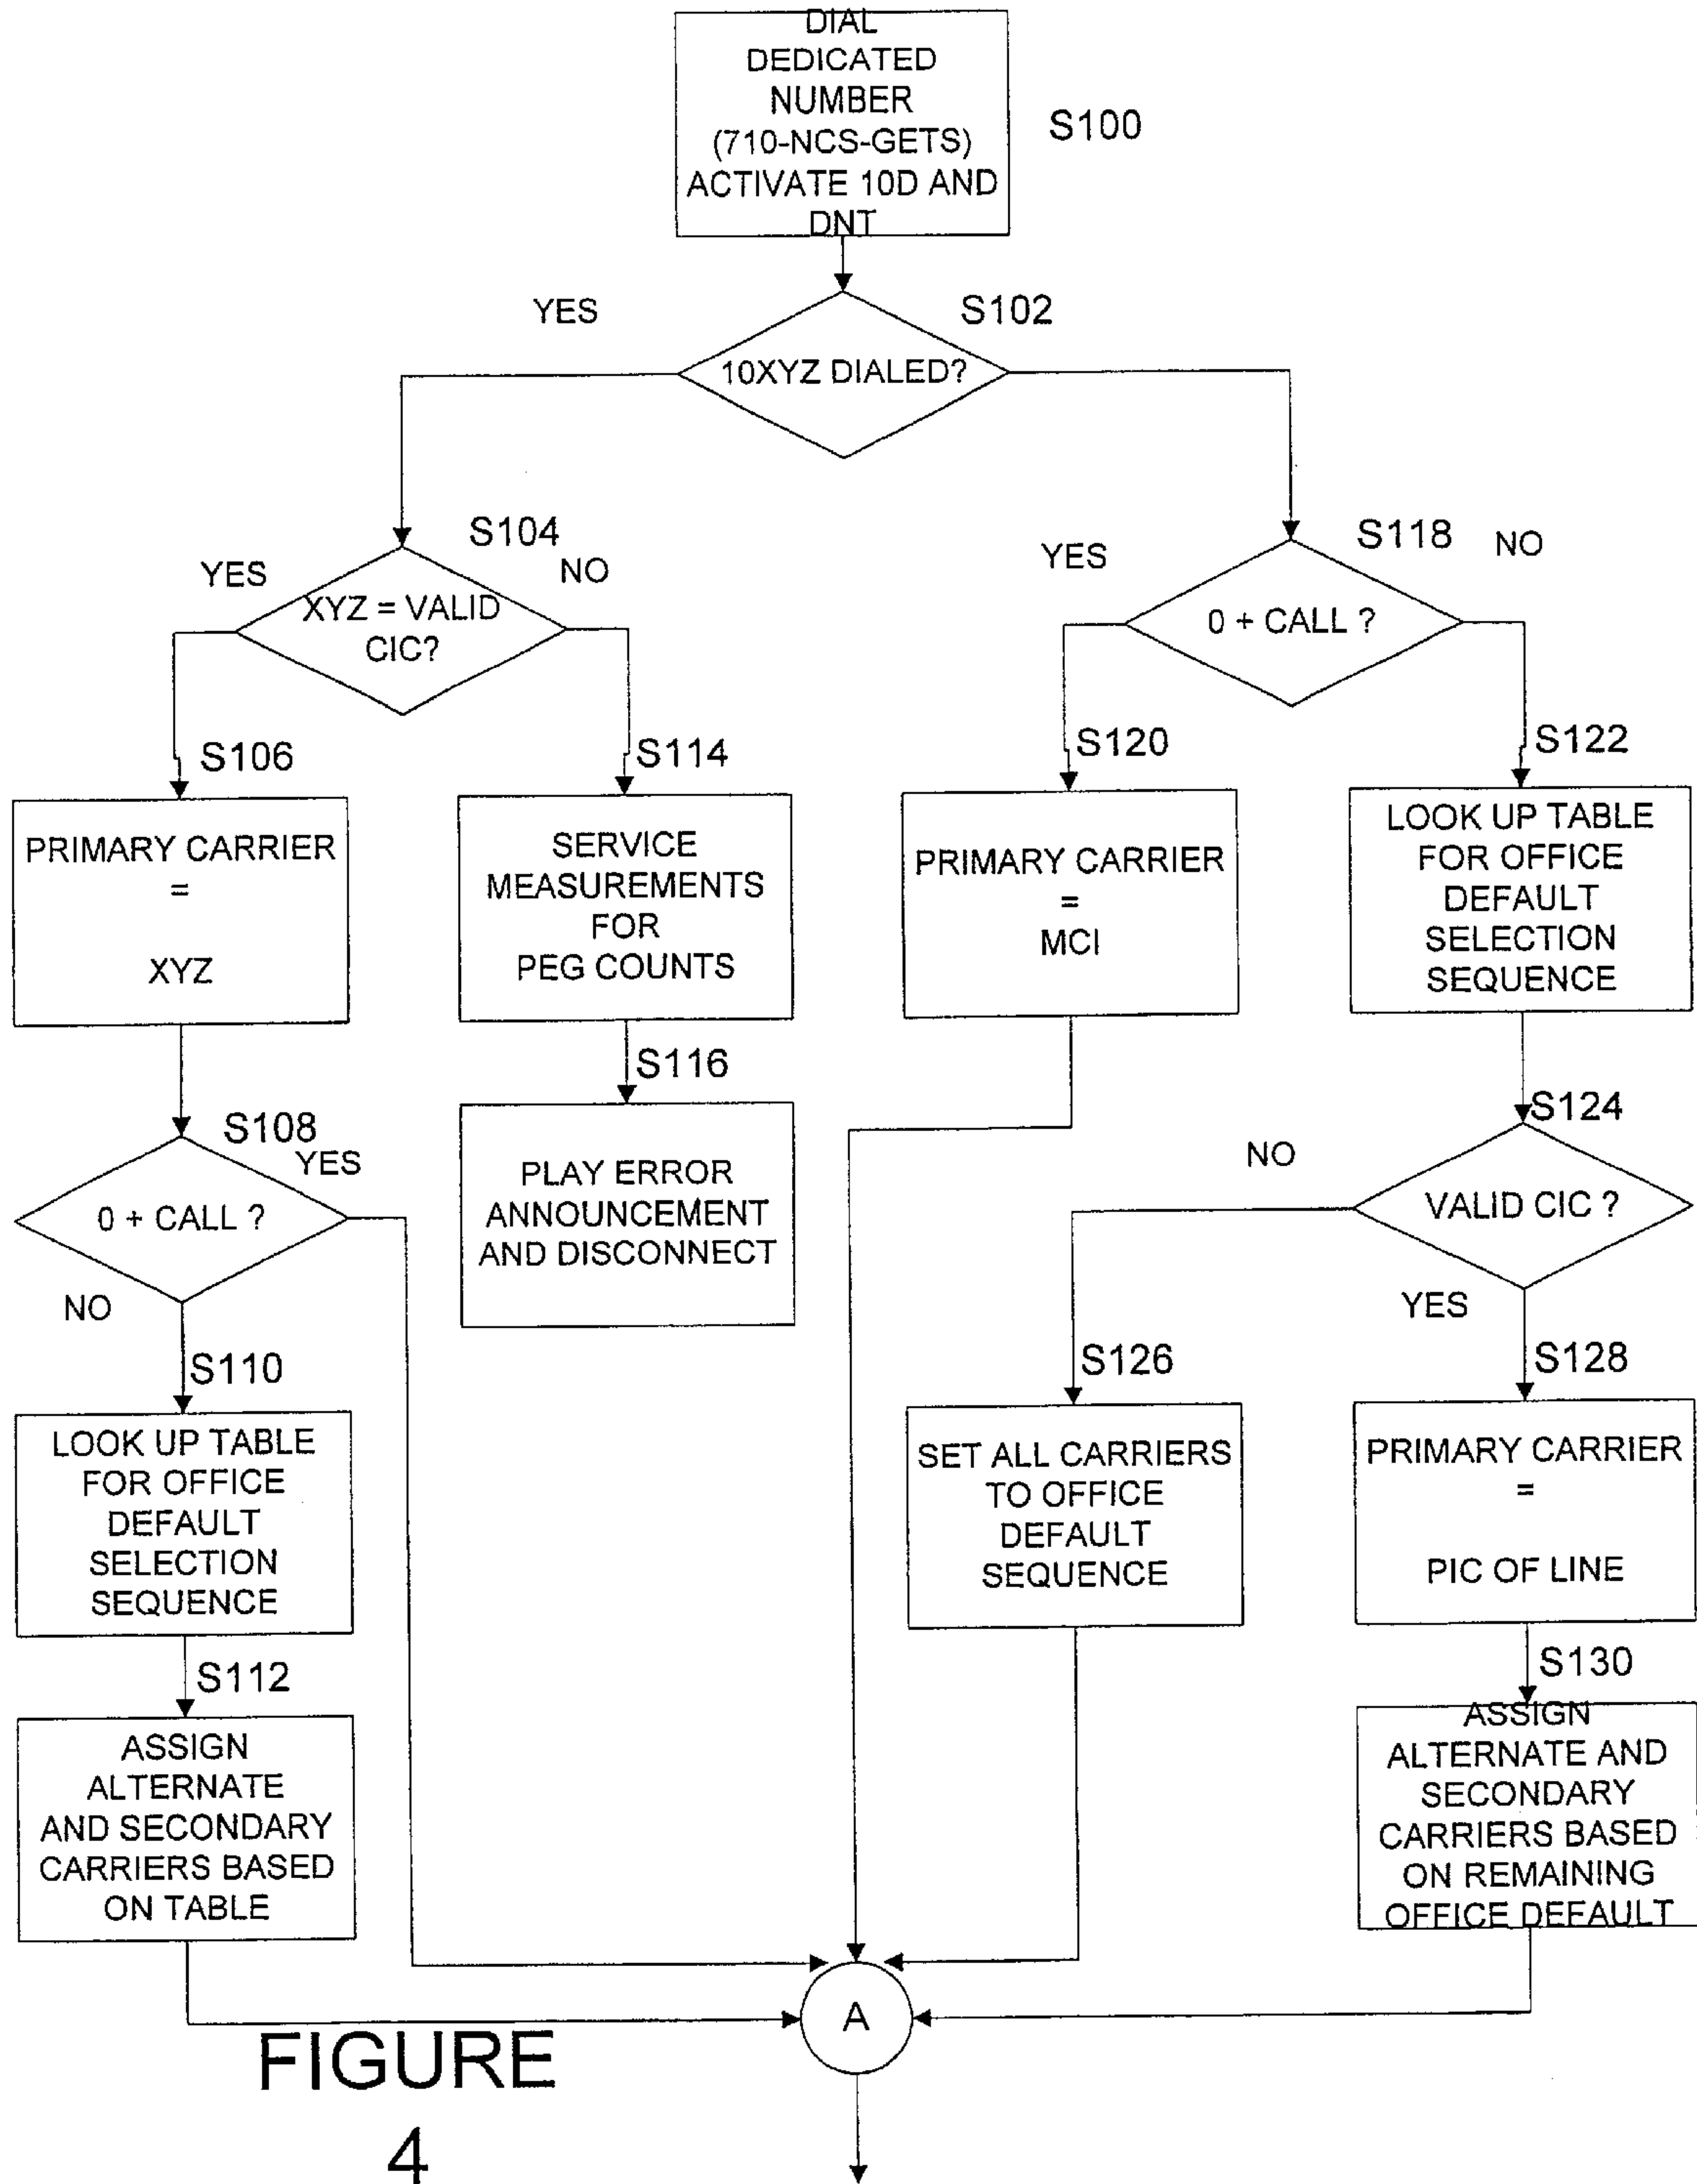 DIAL
DEDICATED
NUMBER
(710-NCS-GETS)
ACTIVATE 10D AND
DNT
S100
YES
S102
10XYZ DIALED?
S104
YES
NO
XYZ = VALID
CIC?
S118
YES
NO
0 + CALL ?
S106
PRIMARY CARRIER
=
XYZ
S114
SERVICE
MEASUREMENTS
FOR
PEG COUNTS
S120
PRIMARY CARRIER
=
MCI
S122
LOOK UP TABLE
FOR OFFICE
DEFAULT
SELECTION
SEQUENCE
S108
YES
0 + CALL ?
NO
S116
PLAY ERROR
ANNOUNCEMENT
AND DISCONNECT
S124
NO
VALID CIC ?
YES
S110
LOOK UP TABLE
FOR OFFICE
DEFAULT
SELECTION
SEQUENCE
S126
SET ALL CARRIERS
TO OFFICE
DEFAULT
SEQUENCE
S128
PRIMARY CARRIER
=
PIC OF LINE
S112
ASSIGN
ALTERNATE
AND SECONDARY
CARRIERS BASED
ON TABLE
S130
ASSIGN
ALTERNATE AND
SECONDARY
CARRIERS BASED
ON REMAINING
OFFICE DEFAULT
A
FIGURE
4